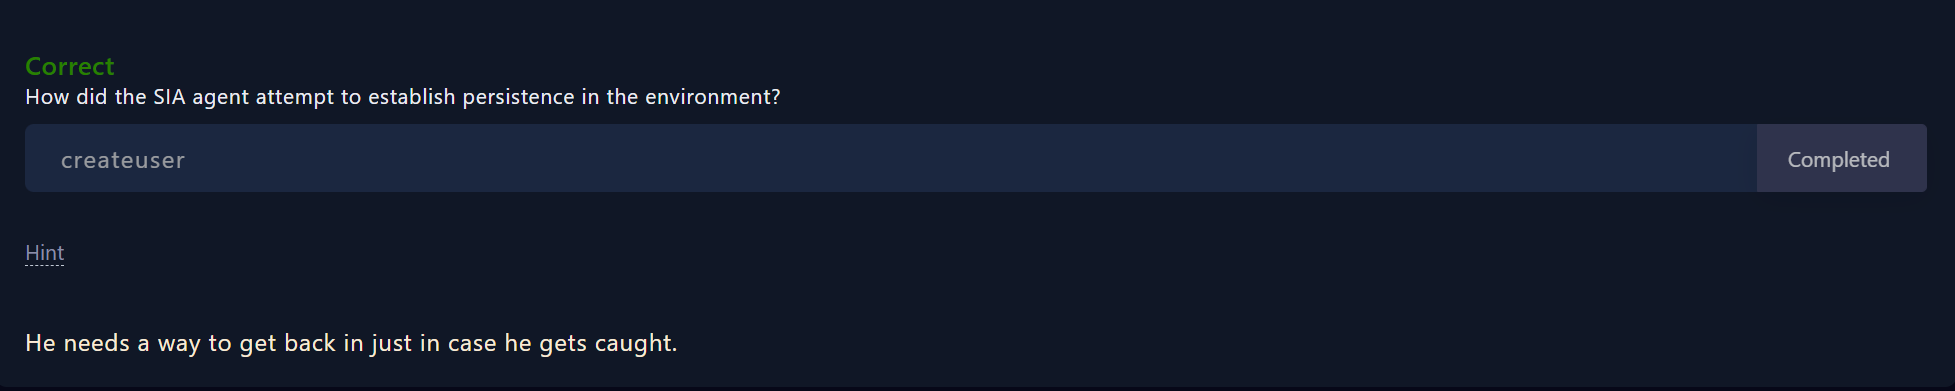 Correct
How did the SIA agent attempt to establish persistence in the environment?
createuser
Completed
Hint
He needs a way to get back in just in case he gets caught.